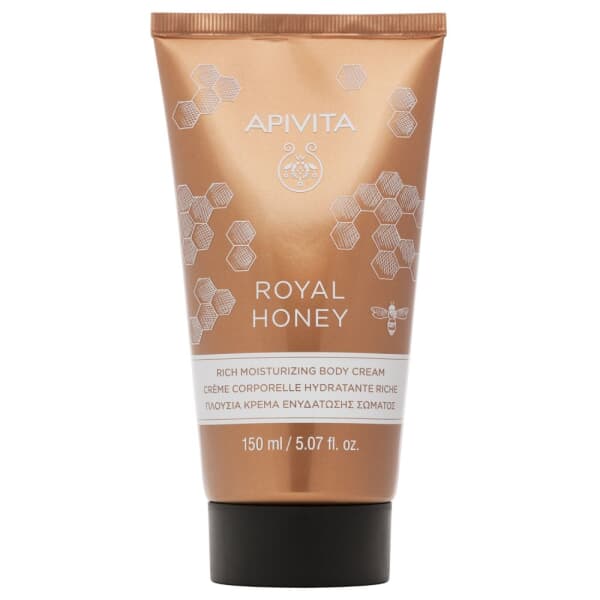 APIVITA
ROYAL
HONEY
RICH MOISTURIZING BODY CREAM
CRÈME CORPORELLE HYDRATANTE RICHE
ΠΛΟΥΣΙΑ ΚΡΕΜΑ ΕΝΥΔΑΤΩΣΗΣ ΣΩΜΑΤΟΣ
150 ml / 5.07 fl. oz.